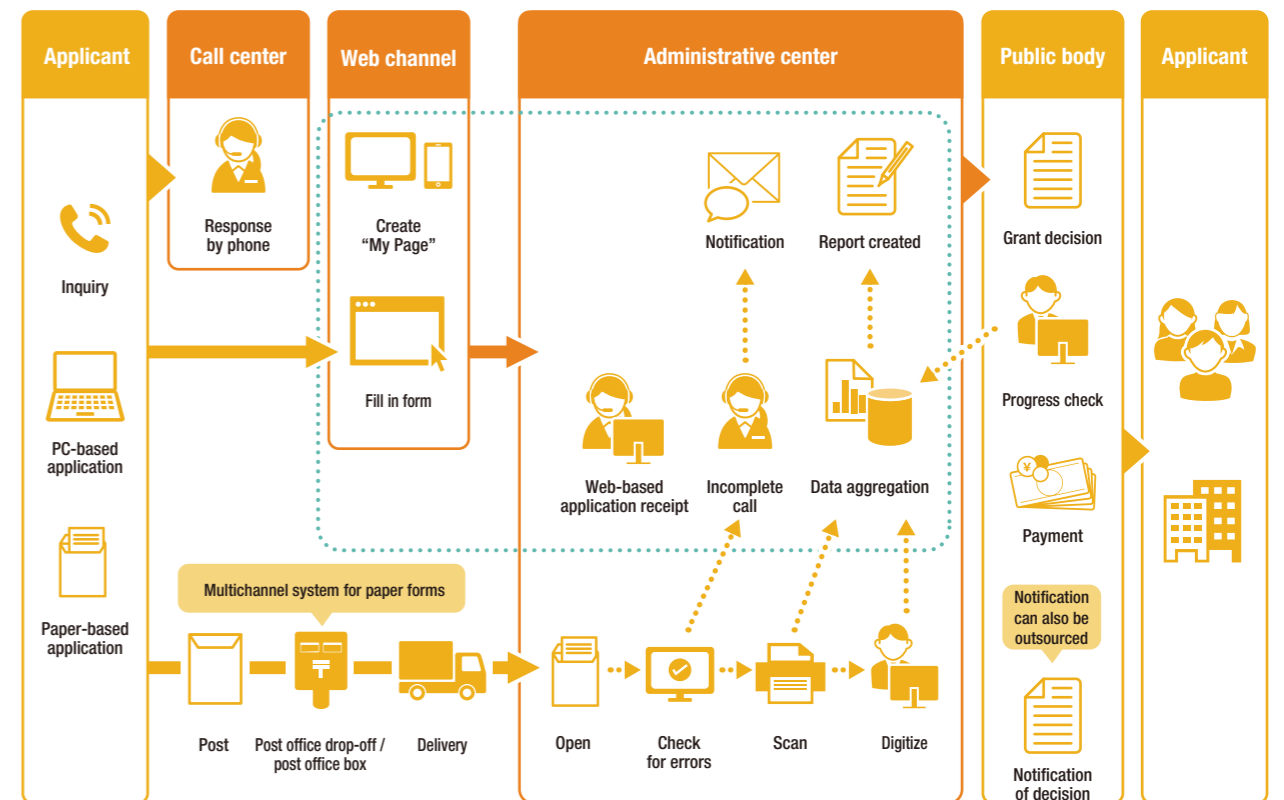 Applicant
Call center
Web channel
Administrative center
Public body
Applicant
Inquiry
PC-based
application
Paper-based
application
Response
by phone
Create
“My Page”
Fill in form
Notification
Report created
Web-based
application receipt
Incomplete
call
Data aggregation
Multichannel system for paper forms
Post
Post office drop-off /
post office box
Delivery
Open
Check
for errors
Scan
Digitize
Grant decision
Progress check
¥
Payment
Notification
can also be
outsourced
Notification
of decision